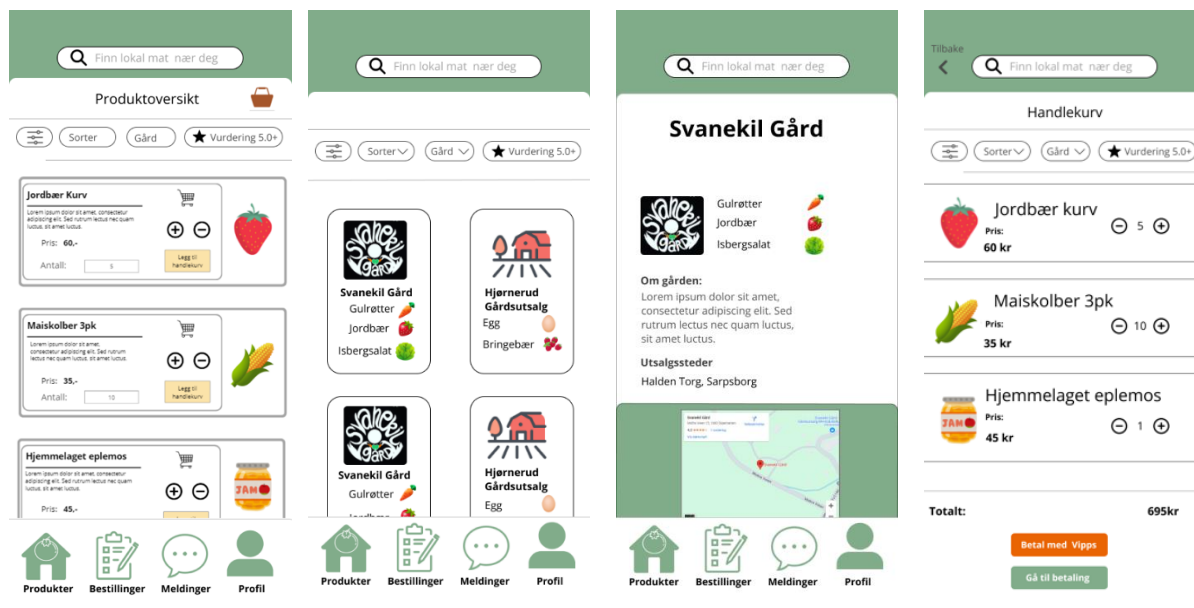 Finn lokal mat nær deg
Produktoversikt
Sorter
Gård
Vurdering 5.0+
Jordbær Kurv
Lorem ipsum dolor sit amet, consectetur
adipiscing elit. Sed rutrum lectus nec quam
luctus, sit amet luctus.
Pris: 60,-
Antall: 5
Legg til
handlekurv
Maiskolber 3pk
Lorem ipsum dolor sit amet,
consectetur adipiscing elit. Sed rutrum
lectus nec quam luctus, sit amet luctus.
Pris: 35,-
Antall: 10
Legg til
handlekurv
Hjemmelaget eplemos
Lorem ipsum dolor sit amet, consectetur
adipiscing elit. Sed rutrum lectus nec quam
luctus, sit amet luctus.
JAM
Pris: 45,-
Produkter
Bestillinger
Meldinger
Profil
Finn lokal mat nær deg
Sorter
Gård
Vurdering 5.0+
Svanekil Gård
Svanekil Gård
Gulrøtter
Jordbær
Isbergsalat
Hjørnerud
Gårdsutsalg
Egg
Bringebær
Svanekil Gård
Svanekil Gård
Gulrøtter
Jordbær
Hjørnerud
Gårdsutsalg
Egg
Produkter
Bestillinger
Meldinger
Profil
Finn lokal mat nær deg
Svanekil Gård
Svanekil Gård
Gulrøtter
Jordbær
Isbergsalat
Om gården:
Lorem ipsum dolor sit amet,
consectetur adipiscing elit. Sed
rutrum lectus nec quam luctus,
sit amet luctus.
Utsalgssteder
Halden Torg, Sarpsborg
Svanekil Gård
Svanekil Gård
Produkter
Bestillinger
Meldinger
Profil
Tilbake
Finn lokal mat nær deg
Handlekurv
Sorter
Gård
Vurdering 5.0+
Jordbær kurv
Pris:
60 kr
5
Maiskolber 3pk
Pris:
35 kr
10
Hjemmelaget eplemos
JAM
Pris:
45 kr
1
Totalt: 695kr
Betal med Vipps
Gå til betaling